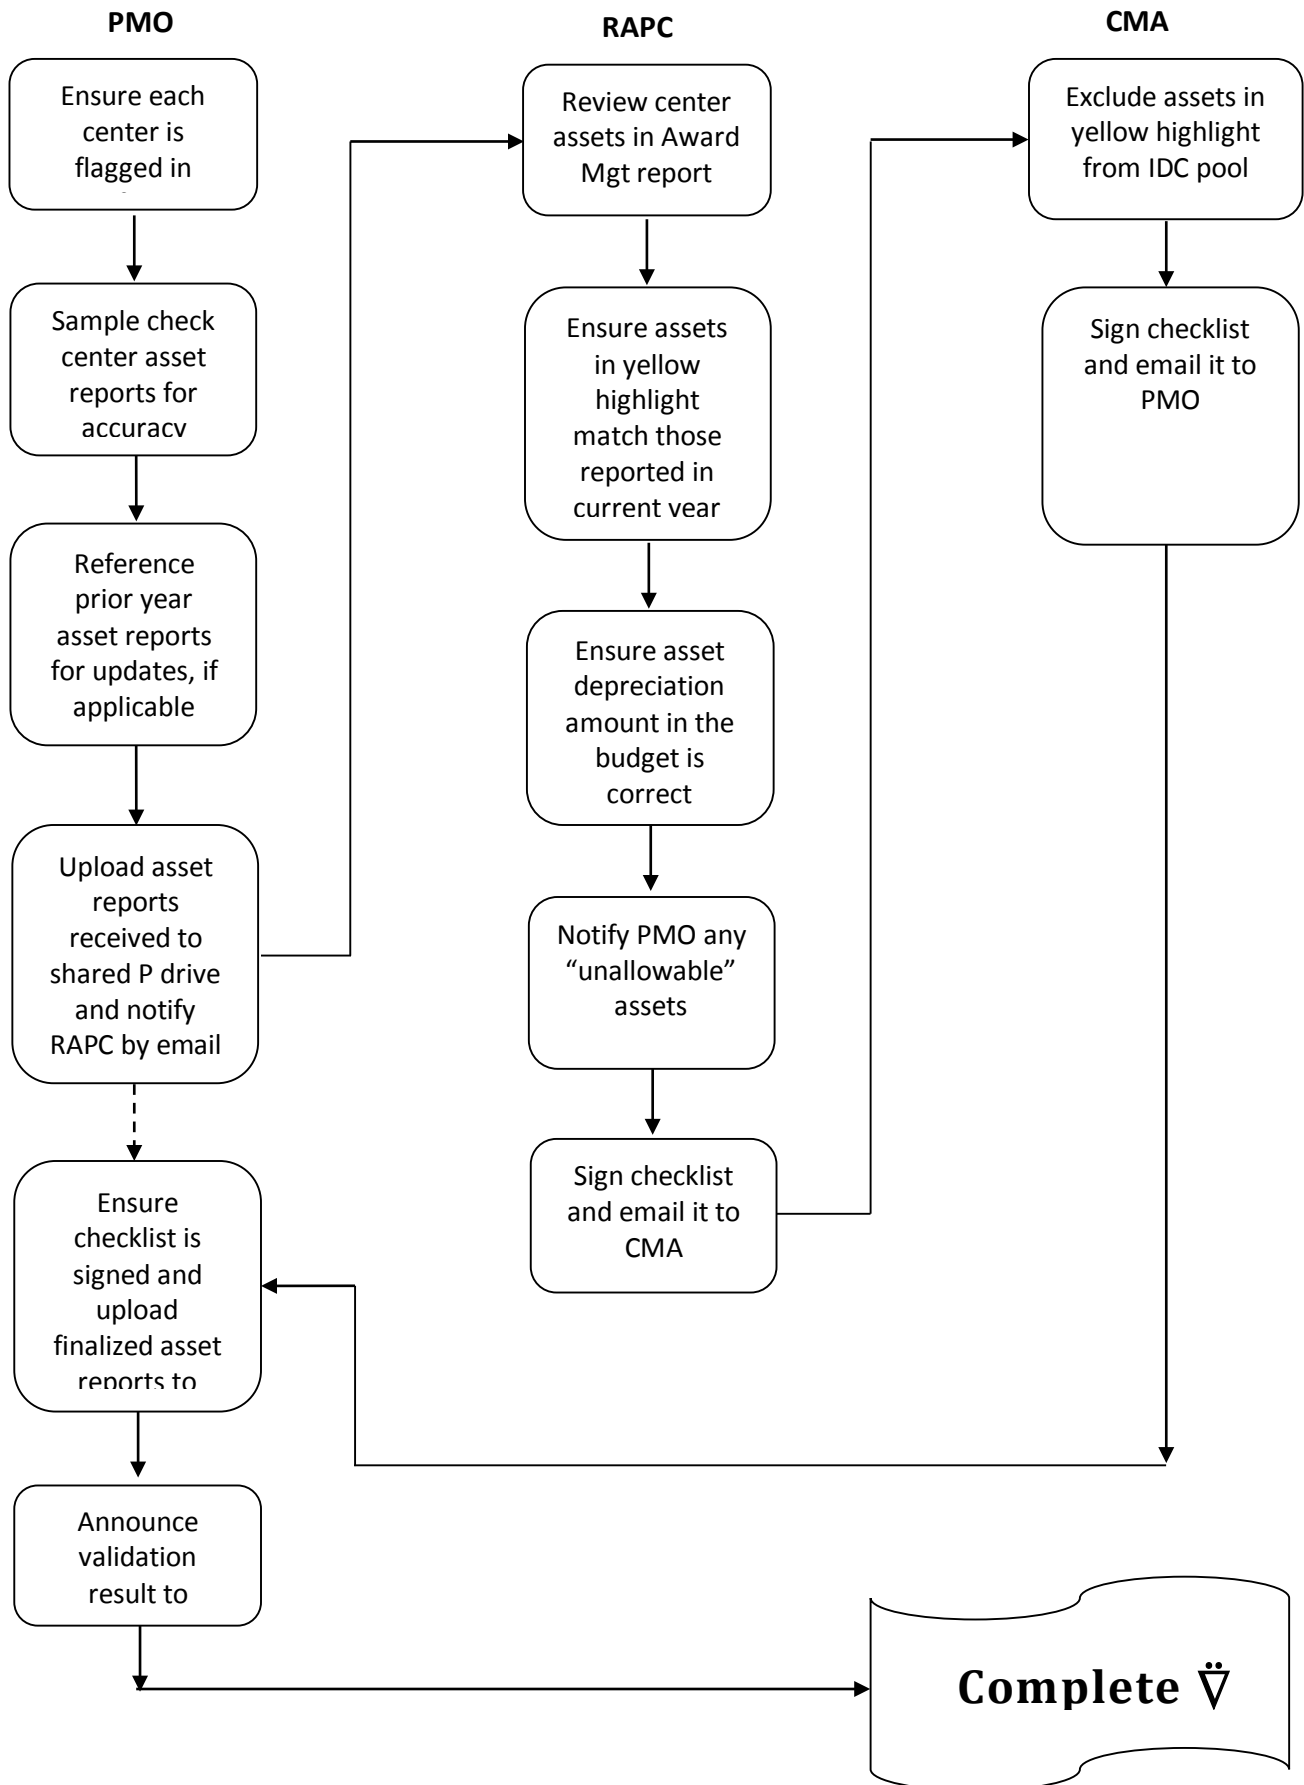 PMO
RAPC
CMA
Ensure each
center is
flagged in
Sample check
center asset
reports for
accuracy
Reference
prior year
asset reports
for updates, if
applicable
Upload asset
reports
received to
shared P drive
and notify
RAPC by email
Ensure
checklist is
signed and
upload
finalized asset
reports to
Announce
validation
result to
Review center
assets in Award
Mgt report
Ensure assets
in yellow
highlight
match those
reported in
current year
Ensure asset
depreciation
amount in the
budget is
correct
Notify PMO any
“unallowable”
assets
Sign checklist
and email it to
CMA
Exclude assets in
yellow highlight
from IDC pool
Sign checklist
and email it to
PMO
Complete